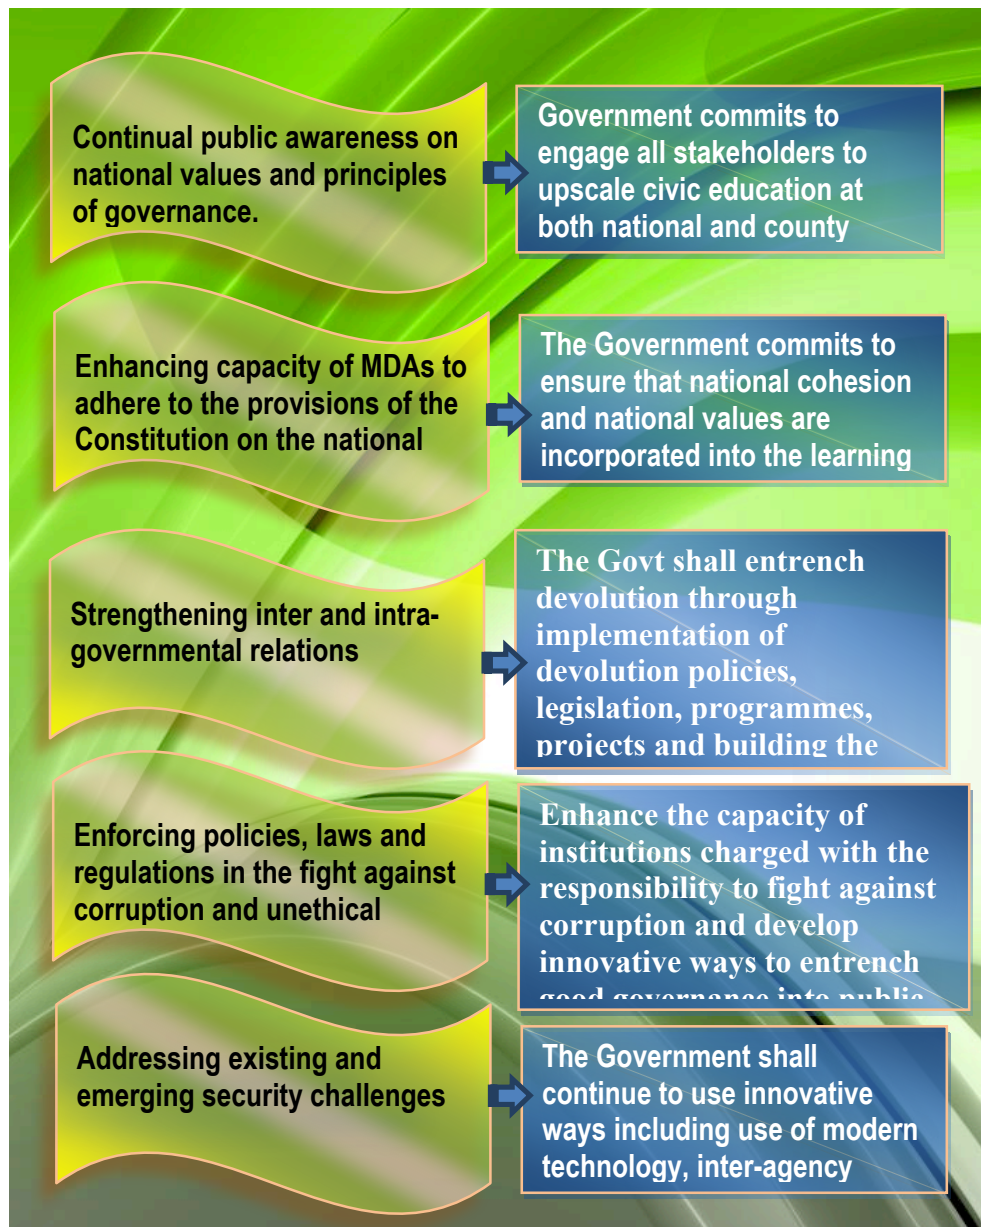 Continual public awareness on
national values and principles
of governance.
Government commits to
engage all stakeholders to
upscale civic education at
both national and county
Enhancing capacity of MDAs to
adhere to the provisions of the
Constitution on the national
The Government commits to
ensure that national cohesion
and national values are
incorporated into the learning
Strengthening inter and intra-
governmental relations
The Govt shall entrench
devolution through
implementation of
devolution policies,
legislation, programmes,
projects and building the
Enforcing policies, laws and
regulations in the fight against
corruption and unethical
Enhance the capacity of
institutions charged with the
responsibility to fight against
corruption and develop
innovative ways to entrench
good governance into public
Addressing existing and
emerging security challenges
The Government shall
continue to use innovative
ways including use of modern
technology, inter-agency